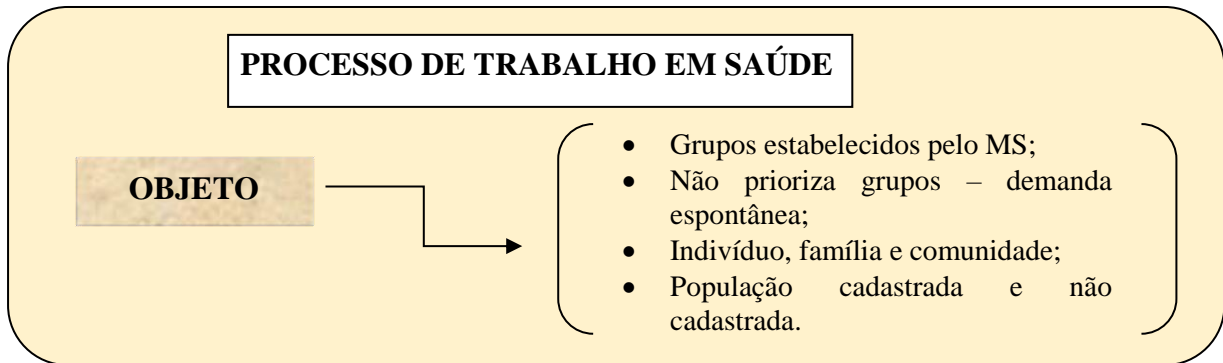 PROCESSO DE TRABALHO EM SAÚDE
OBJETO
• Grupos estabelecidos pelo MS;
• Não prioriza grupos – demanda
espontânea;
• Indivíduo, família e comunidade;
• População cadastrada e não
cadastrada.